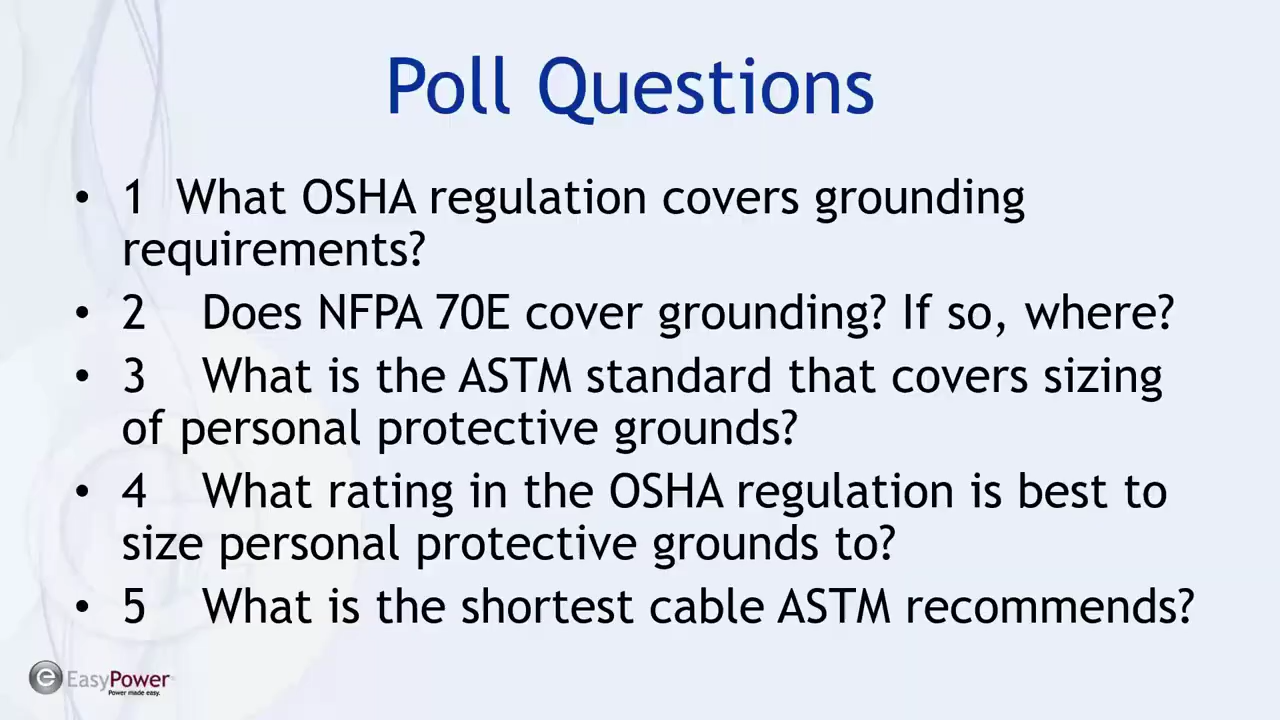 Poll Questions
• 1 What OSHA regulation covers grounding
requirements?
• 2 Does NFPA 70E cover grounding? If so, where?
• 3 What is the ASTM standard that covers sizing
of personal protective grounds?
• 4 What rating in the OSHA regulation is best to
size personal protective grounds to?
• 5 What is the shortest cable ASTM recommends?
e EasyPower
Power made easy.